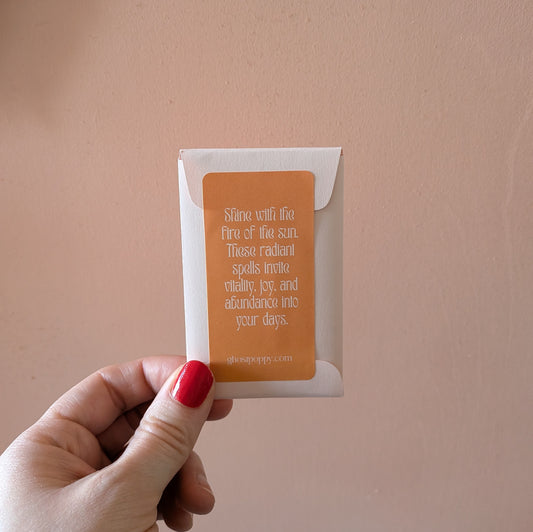 Shine with the
fire of the sun.
These radiant
spells invite
vitality, joy, and
abundance into
your days.
ghostpoppy.com